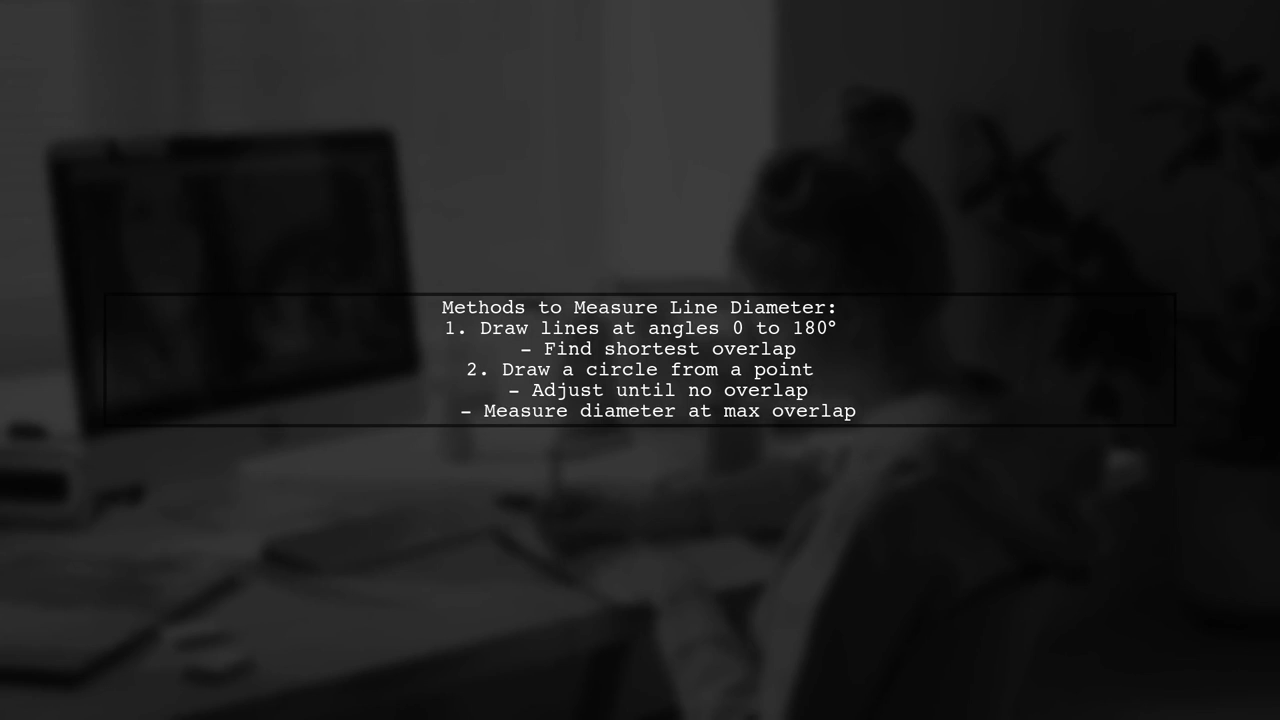 Methods to Measure Line Diameter:
1. Draw lines at angles 0 to 180°
- Find shortest overlap
2. Draw a circle from a point
- Adjust until no overlap
- Measure diameter at max overlap